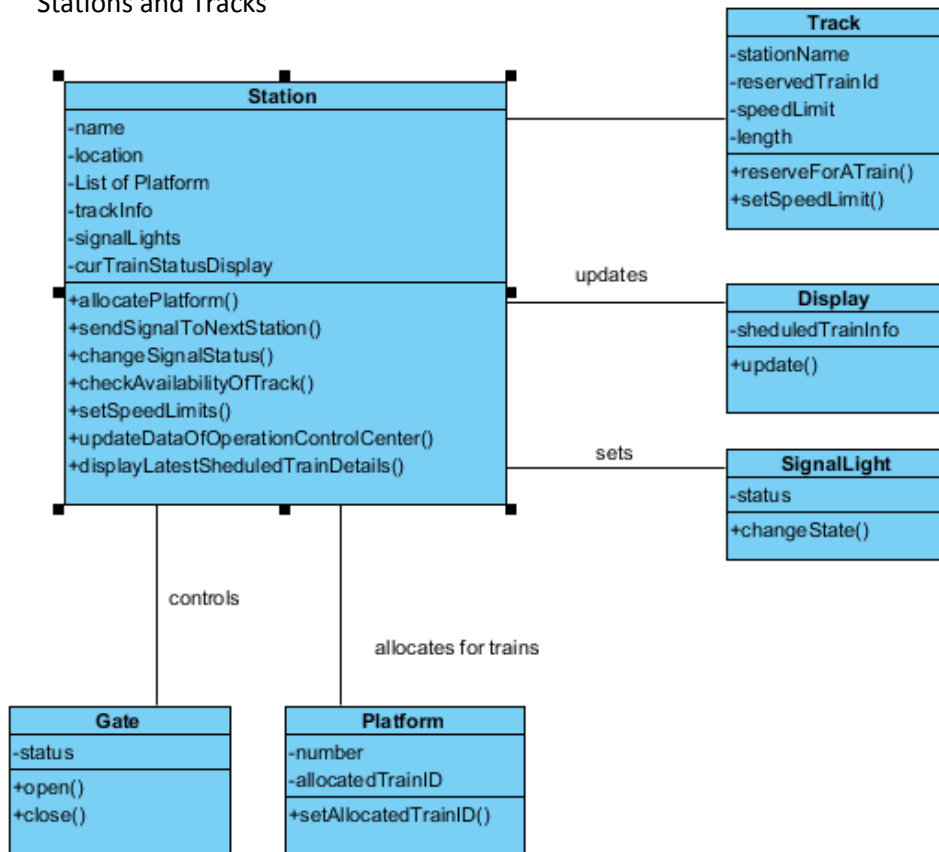 Stations and Tracks
Station
-name
-location
-List of Platform
-trackInfo
-signalLights
-curTrainStatusDisplay
+allocatePlatform()
+sendSignalToNextStation()
+changeSignalStatus()
+checkAvailabilityOfTrack()
+setSpeedLimits()
+updateDataOfOperationControlCenter()
+displayLatestSheduledTrainDetails()
Track
-stationName
-reservedTrainId
-speedLimit
-length
+reserveForATrain()
+setSpeedLimit()
updates
Display
-sheduledTrainInfo
+update()
sets
SignalLight
-status
+changeState()
controls
allocates for trains
Gate
-status
+open()
+close()
Platform
-number
-allocatedTrainID
+setAllocatedTrainID()